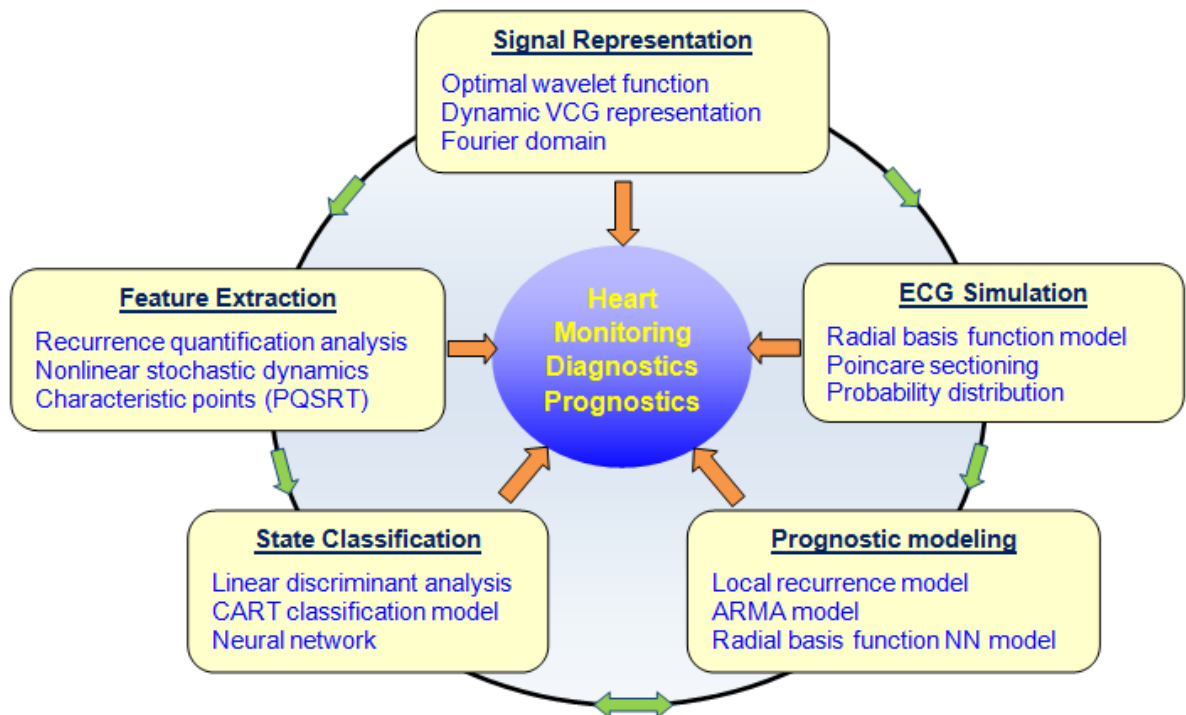 Signal Representation
Optimal wavelet function
Dynamic VCG representation
Fourier domain
Feature Extraction
Recurrence quantification analysis
Nonlinear stochastic dynamics
Characteristic points (PQSRT)
Heart
Monitoring
Diagnostics
Prognostics
ECG Simulation
Radial basis function model
Poincare sectioning
Probability distribution
State Classification
Linear discriminant analysis
CART classification model
Neural network
Prognostic modeling
Local recurrence model
ARMA model
Radial basis function NN model